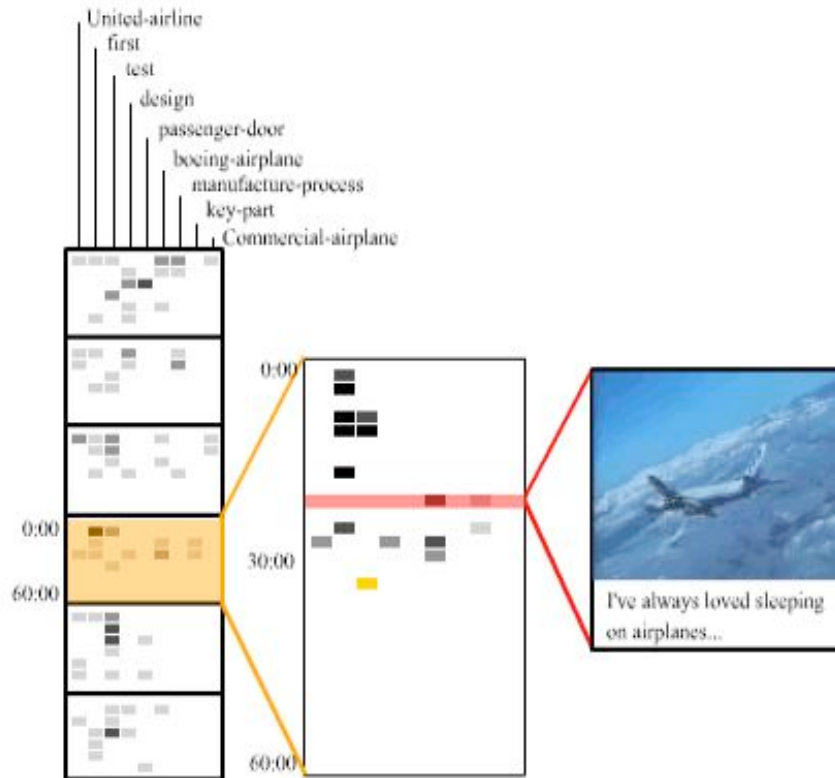 United-airline
first
test
design
passenger-door
boeing-airplane
manufacture-process
key-part
Commercial-airplane
0:00
60:00
0:00
30:00
60:00
I've always loved sleeping
on airplanes...